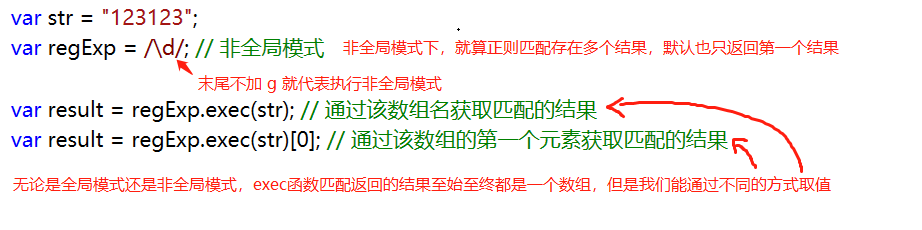 var str = "123123";
var regExp = /\d/; // 非全局模式 非全局模式下，就算正则匹配存在多个结果，默认也只返回第一个结果
末尾不加 g 就代表执行非全局模式
var result = regExp.exec(str); // 通过该数组名获取匹配的结果
var result = regExp.exec(str)[0]; // 通过该数组的第一个元素获取匹配的结果
无论是全局模式还是非全局模式，exec函数匹配返回的结果至始至终都是一个数组，但是我们能通过不同的方式取值